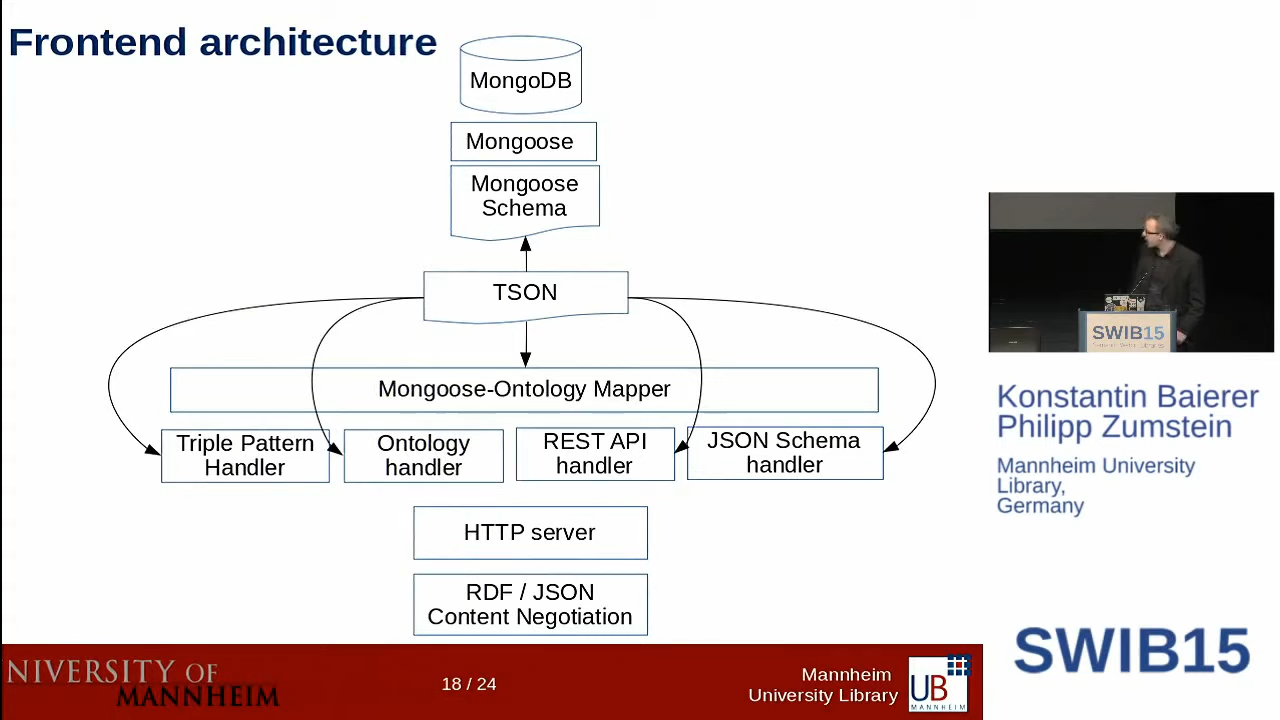 Frontend architecture
MongoDB
Mongoose
Mongoose
Schema
TSON
Mongoose-Ontology Mapper
Triple Pattern
Handler
Ontology
handler
REST API
handler
JSON Schema
handler
HTTP server
RDF / JSON
Content Negotiation
NIVERSITY OF
MANNHEIM
18 / 24
Mannheim
University Library
UB
MANNHEIM
SWIB15
Konstantin Baierer
Philipp Zumstein
Mannheim University
Library,
Germany
SWIB15